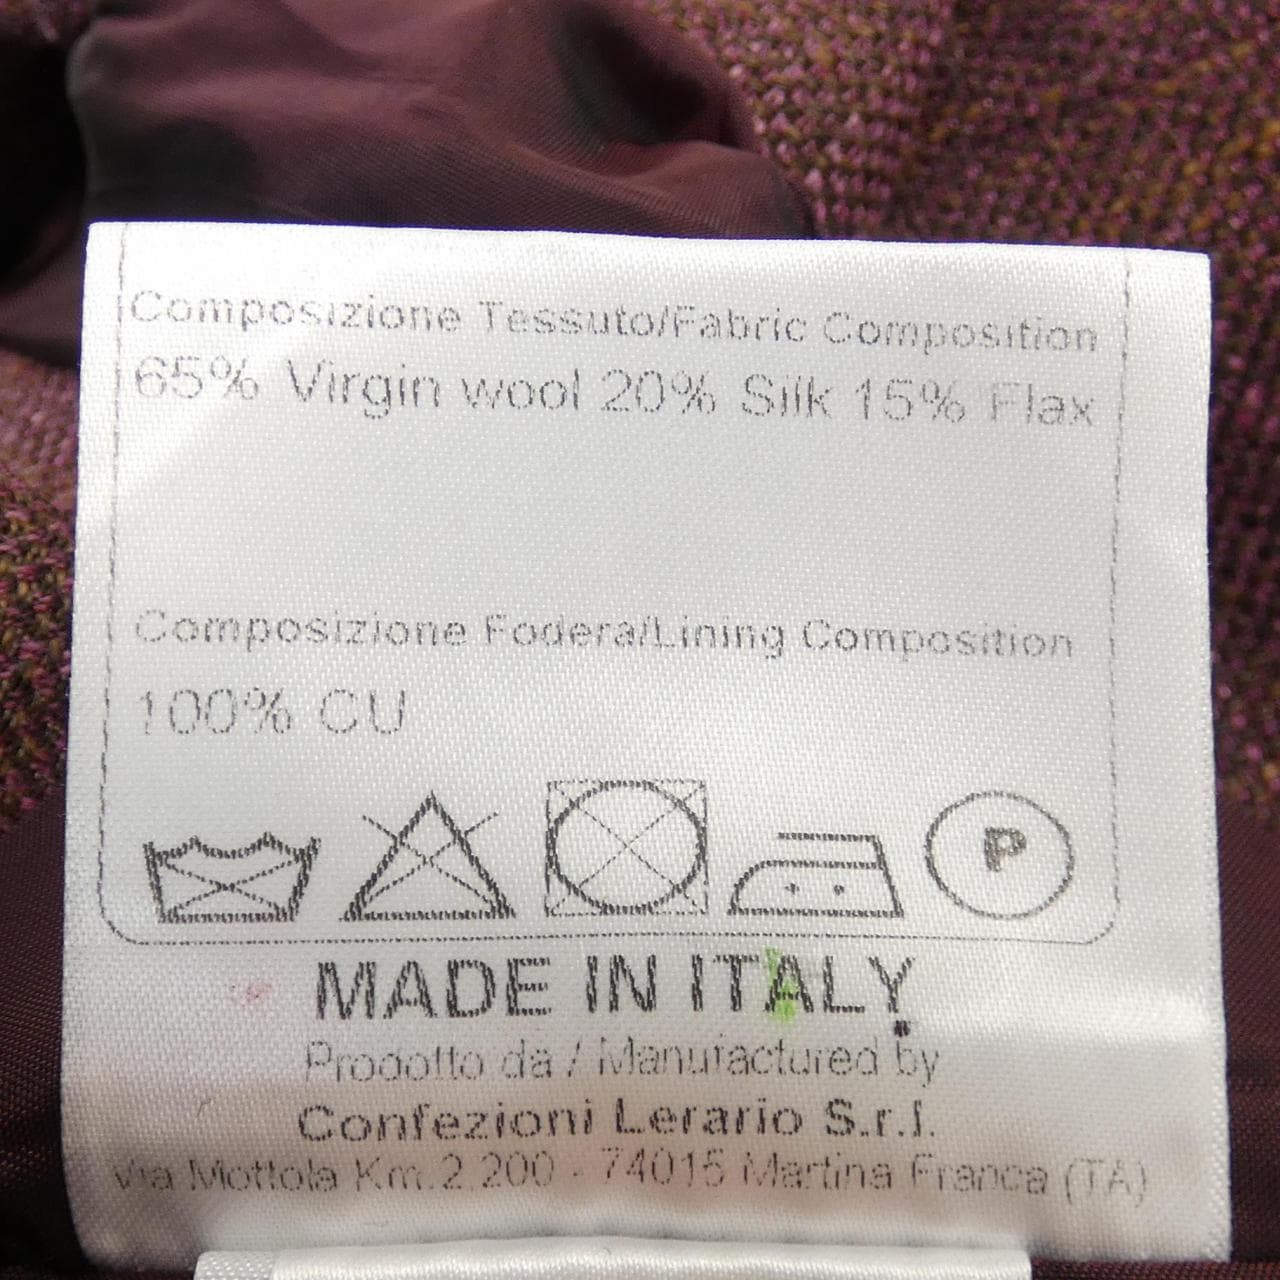 Composizione Tessuto/Fabric Composition
65% Virgin wool 20% Silk 15% Flax
Composizione Fodera/Lining Composition
100% CU
P
MADE IN ITALY
Prodotto da / Manufactured by
Confezioni Lerario S.r.l.
Via Mottola Km.2.200 - 74015 Martina Franca (TA)